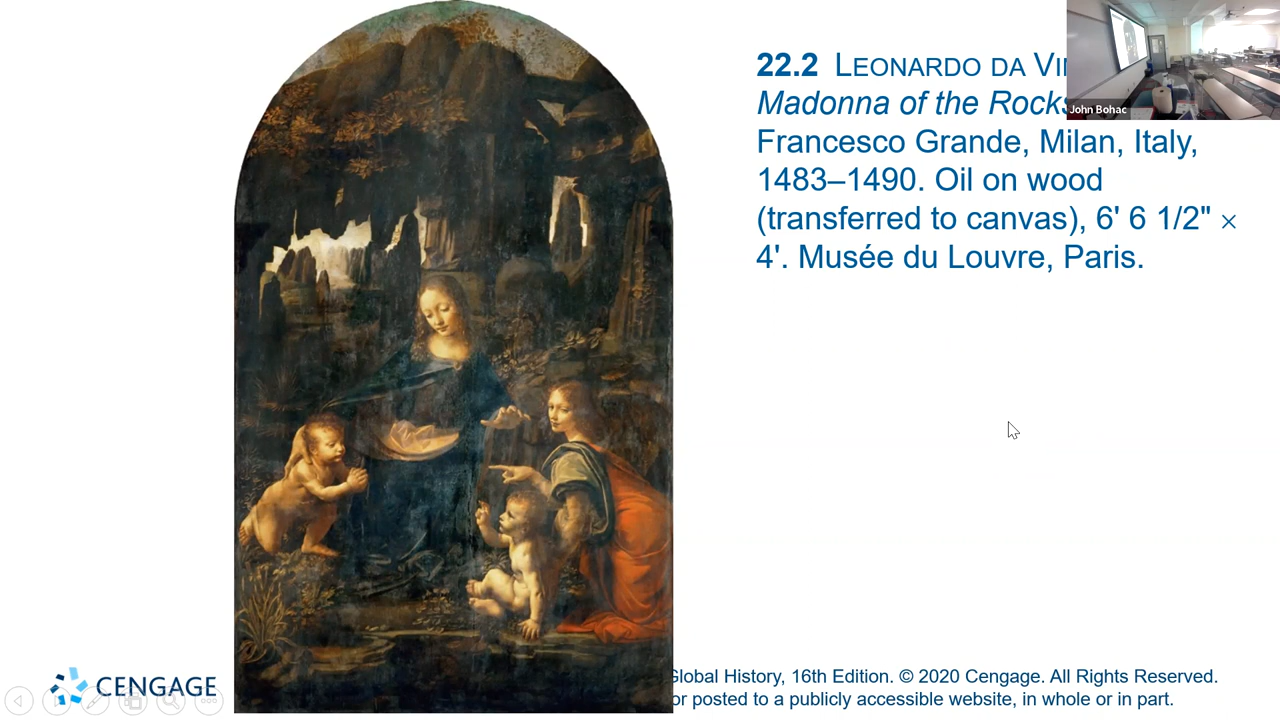 22.2 LEONARDO DA
Madonna of the
Francesco Grande, Milan, Italy,
1483–1490. Oil on wood
(transferred to canvas), 6' 6 1/2" ×
4'. Musée du Louvre, Paris.
John Bohac
CENGAGE
Global History, 16th Edition. © 2020 Cengage. All Rights Reserved.
or posted to a publicly accessible website, in whole or in part.